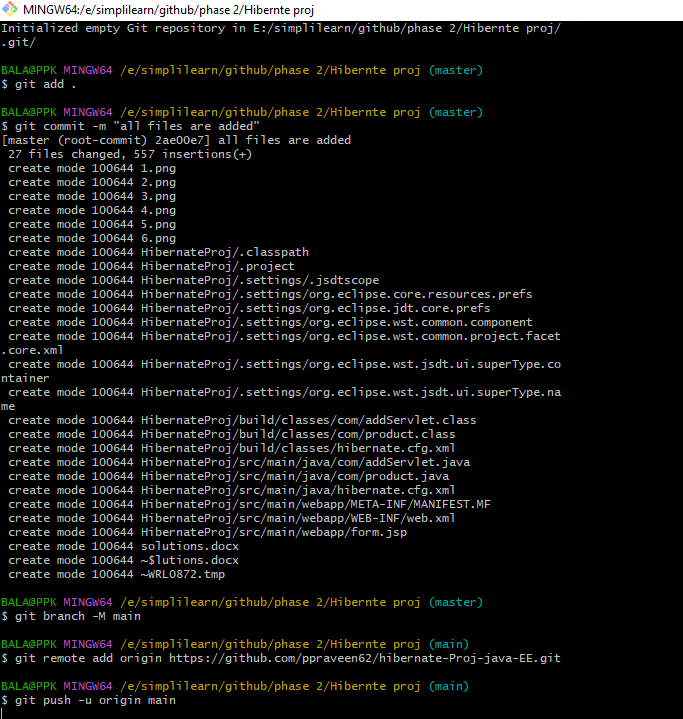 MINGW64:/e/simplilearn/github/phase 2/Hibernte proj
Initialized empty Git repository in E:/simplilearn/github/phase 2/Hibernte proj/
.git/
BALA@PPK MINGW64 /e/simplilearn/github/phase 2/Hibernte proj (master)
$ git add .
BALA@PPK MINGW64 /e/simplilearn/github/phase 2/Hibernte proj (master)
$ git commit -m "all files are added"
[master (root-commit) 2ae00e7] all files are added
 27 files changed, 557 insertions(+)
 create mode 100644 1.png
 create mode 100644 2.png
 create mode 100644 3.png
 create mode 100644 4.png
 create mode 100644 5.png
 create mode 100644 6.png
 create mode 100644 HibernateProj/.classpath
 create mode 100644 HibernateProj/.project
 create mode 100644 HibernateProj/.settings/.jsdtscope
 create mode 100644 HibernateProj/.settings/org.eclipse.core.resources.prefs
 create mode 100644 HibernateProj/.settings/org.eclipse.jdt.core.prefs
 create mode 100644 HibernateProj/.settings/org.eclipse.wst.common.component
 create mode 100644 HibernateProj/.settings/org.eclipse.wst.common.project.facet
.core.xml
 create mode 100644 HibernateProj/.settings/org.eclipse.wst.jsdt.ui.superType.co
ntainer
 create mode 100644 HibernateProj/.settings/org.eclipse.wst.jsdt.ui.superType.na
me
 create mode 100644 HibernateProj/build/classes/com/addServlet.class
 create mode 100644 HibernateProj/build/classes/com/product.class
 create mode 100644 HibernateProj/build/classes/hibernate.cfg.xml
 create mode 100644 HibernateProj/src/main/java/com/addServlet.java
 create mode 100644 HibernateProj/src/main/java/com/product.java
 create mode 100644 HibernateProj/src/main/java/hibernate.cfg.xml
 create mode 100644 HibernateProj/src/main/webapp/META-INF/MANIFEST.MF
 create mode 100644 HibernateProj/src/main/webapp/WEB-INF/web.xml
 create mode 100644 HibernateProj/src/main/webapp/form.jsp
 create mode 100644 solutions.docx
 create mode 100644 ~$lutions.docx
 create mode 100644 ~WRL0872.tmp
BALA@PPK MINGW64 /e/simplilearn/github/phase 2/Hibernte proj (master)
$ git branch -M main
BALA@PPK MINGW64 /e/simplilearn/github/phase 2/Hibernte proj (main)
$ git remote add origin https://github.com/ppraveen62/hibernate-Proj-java-EE.git
BALA@PPK MINGW64 /e/simplilearn/github/phase 2/Hibernte proj (main)
$ git push -u origin main